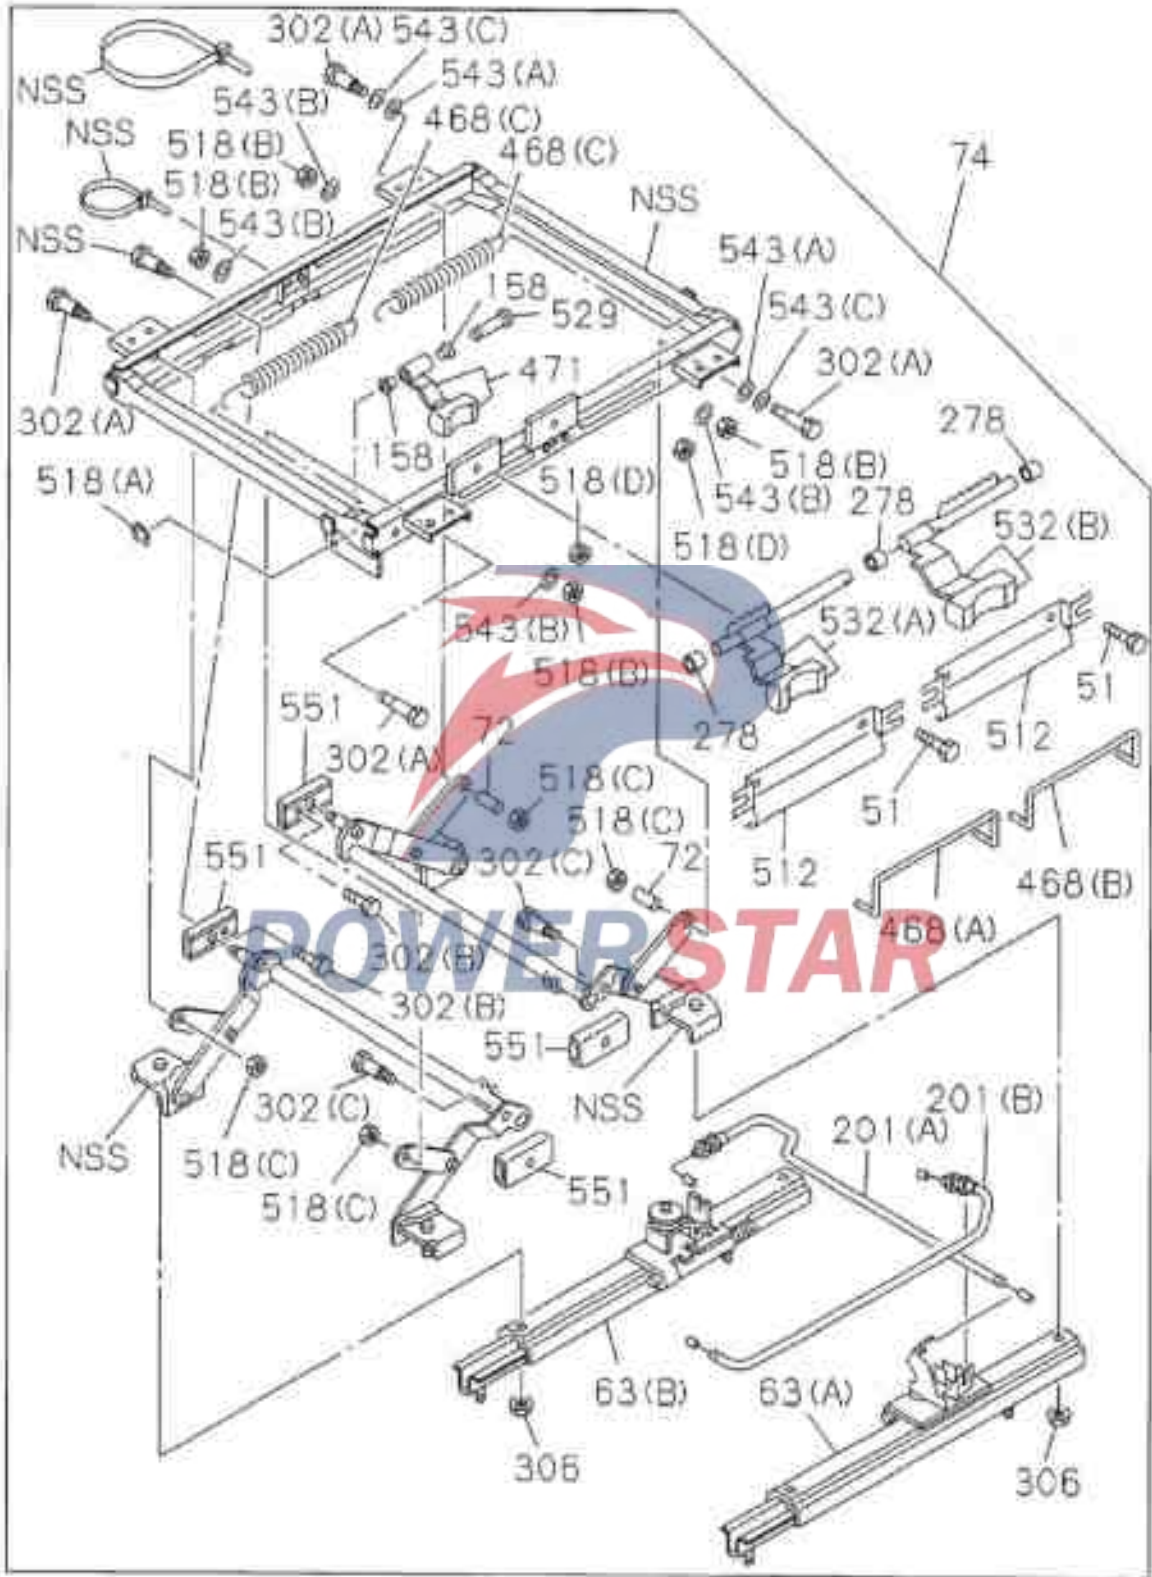 302(A) 543(C)
NSS
543(A)
543(B)
468(C)
NSS
518(B)
468(C)
74
518(B)
NSS
543(B)
NSS
543(A)
158
543(C)
529
302(A)
471
302(A)
278
158
518(B)
518(A)
518(D)
543(B)
278
532(B)
518(D)
543(B)
532(A)
518(B)
51
551
278
512
72
302(A)
518(C)
51
518(C)
551
302(C)
72
512
468(B)
468(A)
POWERSTAR
302(B)
302(B)
551
302(C)
NSS
201(B)
201(A)
NSS
518(C)
551
518(C)
63(B)
63(A)
306
306